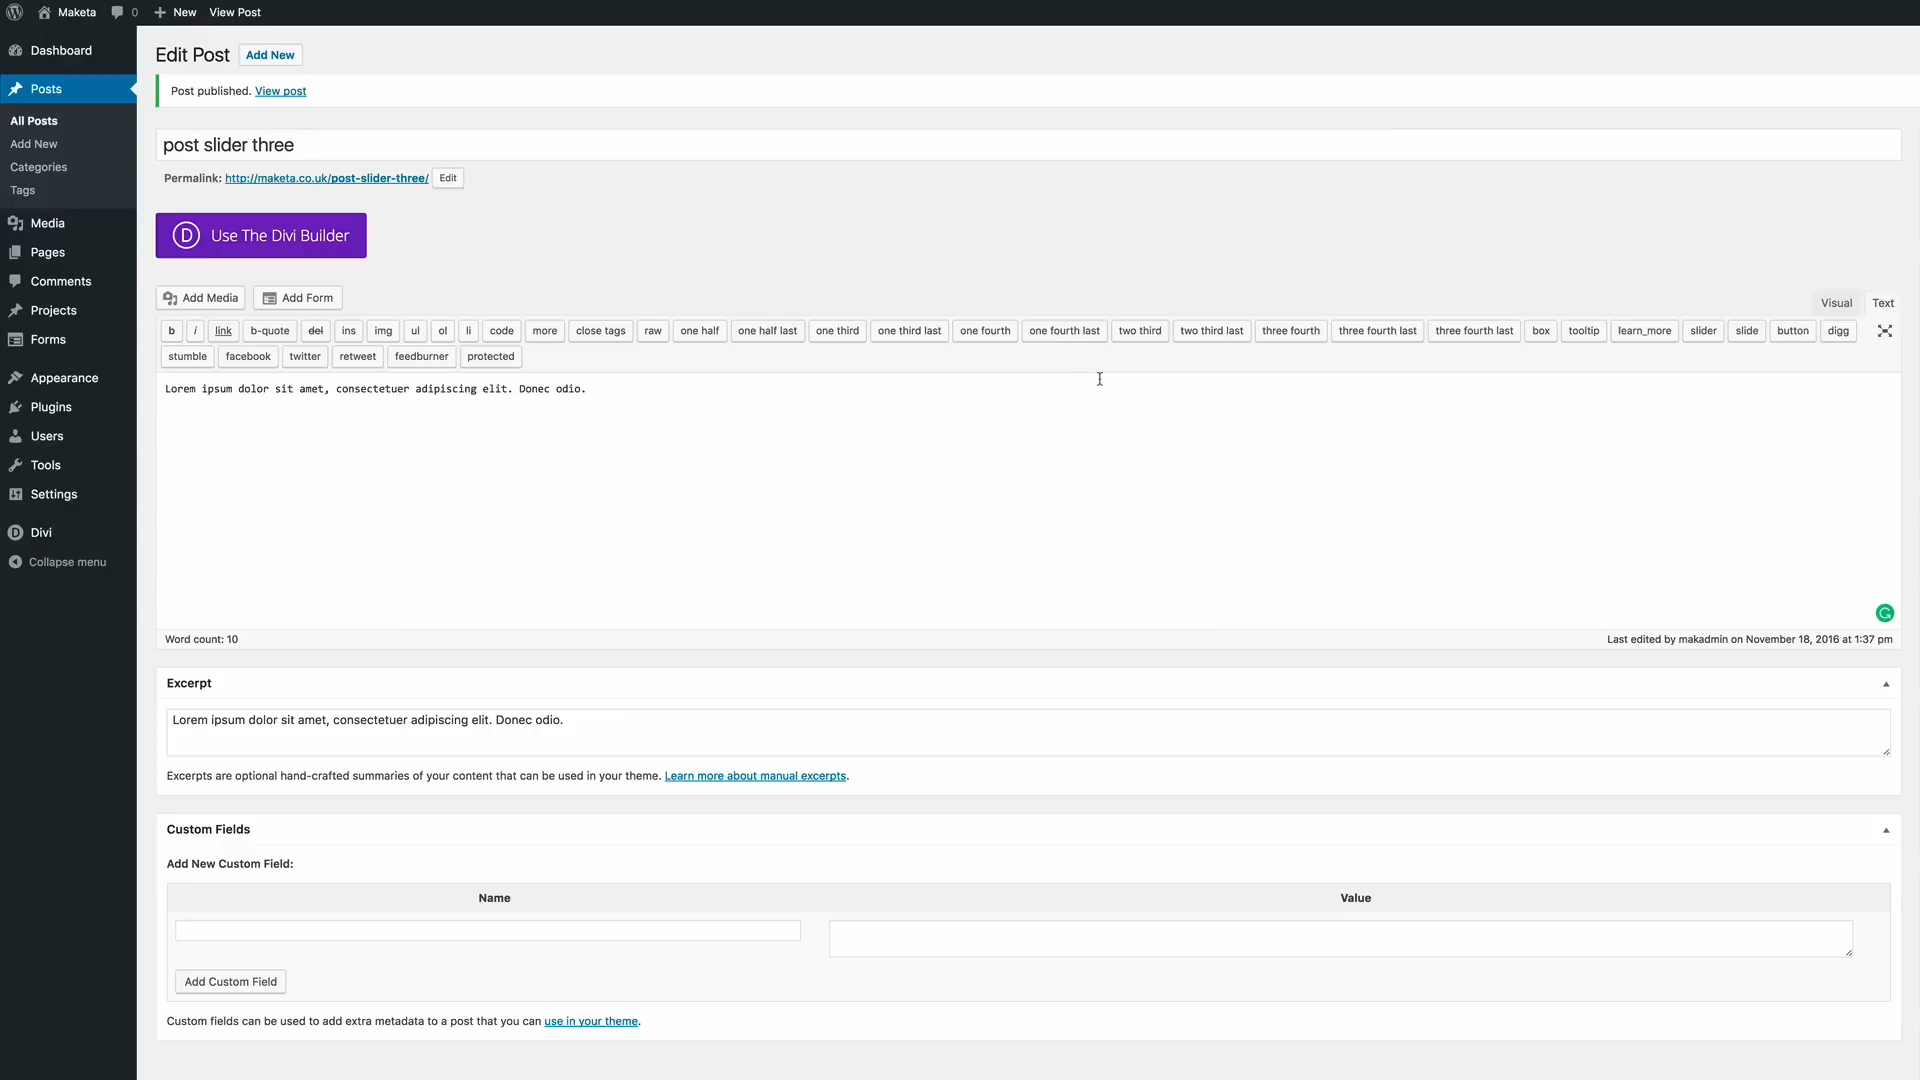 Maketa 0 New View Post
Dashboard
Posts
All Posts
Add New
Categories
Tags
Media
Pages
Comments
Projects
Forms
Appearance
Plugins
Users
Tools
Settings
Divi
Collapse menu
Edit Post Add New
Post published. View post
post slider three
Permalink: http://maketa.co.uk/post-slider-three/ Edit
D Use The Divi Builder
Add Media Add Form
Visual Text
b i link b-quote del ins img ul ol li code more close tags raw one half one half last one third one third last one fourth one fourth last two third two third last three fourth three fourth last three fourth last box tooltip learn_more slider slide button digg
stumble facebook twitter retweet feedburner protected
Lorem ipsum dolor sit amet, consectetuer adipiscing elit. Donec odio.
Word count: 10 Last edited by makadmin on November 18, 2016 at 1:37 pm
Excerpt
Lorem ipsum dolor sit amet, consectetuer adipiscing elit. Donec odio.
Excerpts are optional hand-crafted summaries of your content that can be used in your theme. Learn more about manual excerpts.
Custom Fields
Add New Custom Field:
Name Value
Add Custom Field
Custom fields can be used to add extra metadata to a post that you can use in your theme.